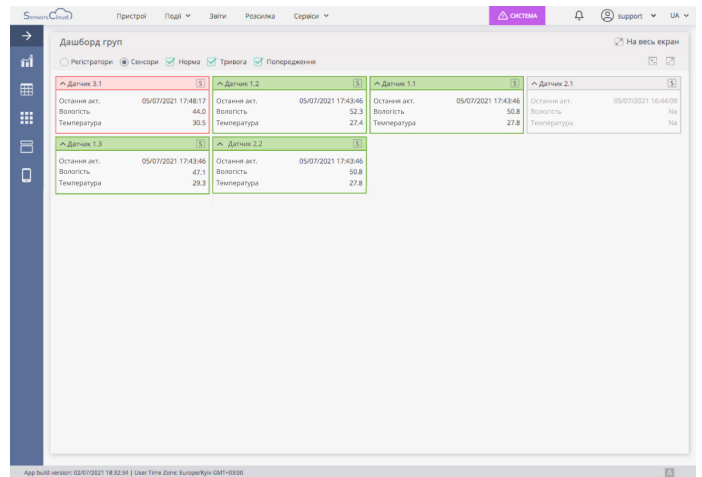 SensorsCloud Пристрої Події Звіти Розсилка Сервіси СИСТЕМА support UA
Дашборд груп На весь екран
Регістратори Сенсори Норма Тривога Попередження
Датчик 3.1 S Датчик 1.2 S Датчик 1.1 S Датчик 2.1 S
Остання акт. 05/07/2021 17:48:17 Остання акт. 05/07/2021 17:43:46 Остання акт. 05/07/2021 17:43:46 Остання акт. 05/07/2021 16:44:09
Вологість 44.0 Вологість 52.3 Вологість 50.8 Вологість Na
Температура 30.5 Температура 27.4 Температура 27.8 Температура Na
Датчик 1.3 S Датчик 2.2 S
Остання акт. 05/07/2021 17:43:46 Остання акт. 05/07/2021 17:43:46
Вологість 47.1 Вологість 50.8
Температура 29.3 Температура 27.8
App build version: 02/07/2021 18:32:34 | User Time Zone: Europe/Kyiv GMT+03:00 A